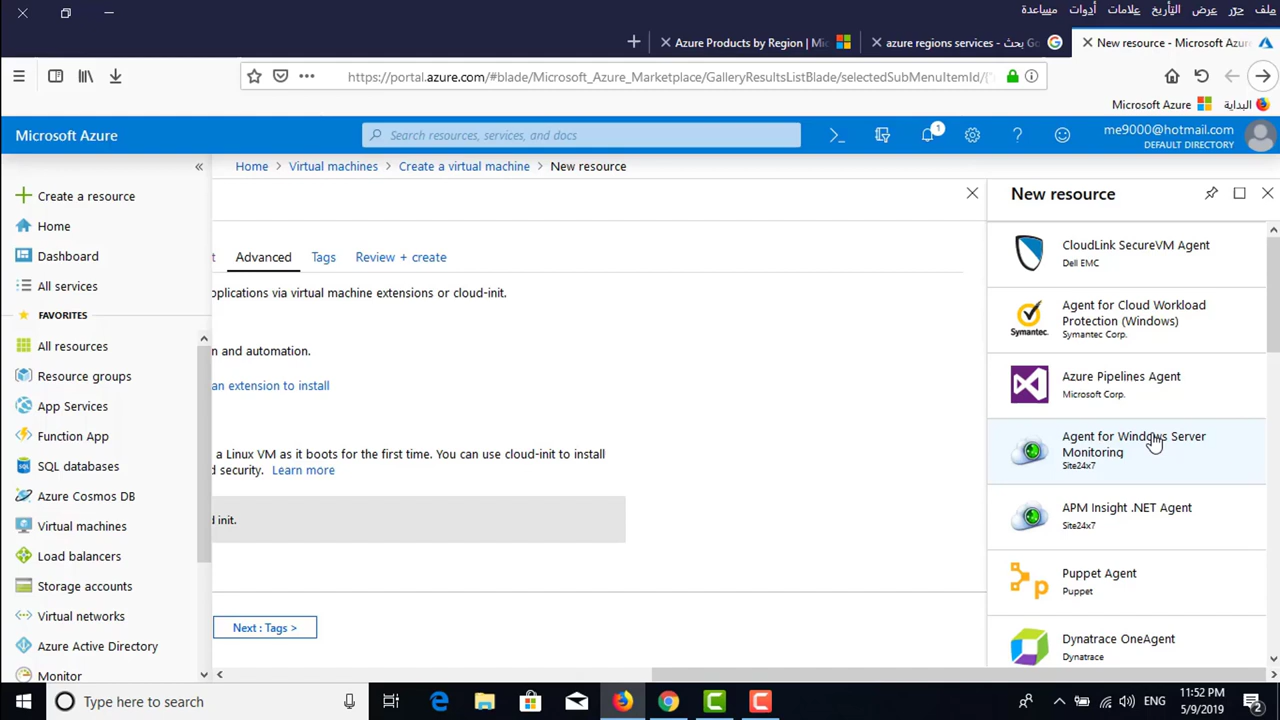 ملف حرّر عرض التأريخ علامات أدوات مساعدة
New resource - Microsoft Azu
azure regions services - بحث Go
Azure Products by Region | Mic
https://portal.azure.com/#blade/Microsoft_Azure_Marketplace/GalleryResultsListBlade/selectedSubMenuItemId/{"
البداية
Microsoft Azure
Microsoft Azure
Search resources, services, and docs
1
me9000@hotmail.com
DEFAULT DIRECTORY
Home > Virtual machines > Create a virtual machine > New resource
Create a resource
Home
Dashboard
All services
FAVORITES
All resources
Resource groups
App Services
Function App
SQL databases
Azure Cosmos DB
Virtual machines
Load balancers
Storage accounts
Virtual networks
Azure Active Directory
Monitor
t Advanced Tags Review + create
pplications via virtual machine extensions or cloud-init.
n and automation.
an extension to install
a Linux VM as it boots for the first time. You can use cloud-init to install
d security. Learn more
d init.
Next : Tags >
New resource
CloudLink SecureVM Agent
Dell EMC
Agent for Cloud Workload
Protection (Windows)
Symantec Corp.
Symantec.
Azure Pipelines Agent
Microsoft Corp.
Agent for Windows Server
Monitoring
Site24x7
APM Insight .NET Agent
Site24x7
Puppet Agent
Puppet
Dynatrace OneAgent
Dynatrace
Type here to search
ENG
11:52 PM
5/9/2019
2